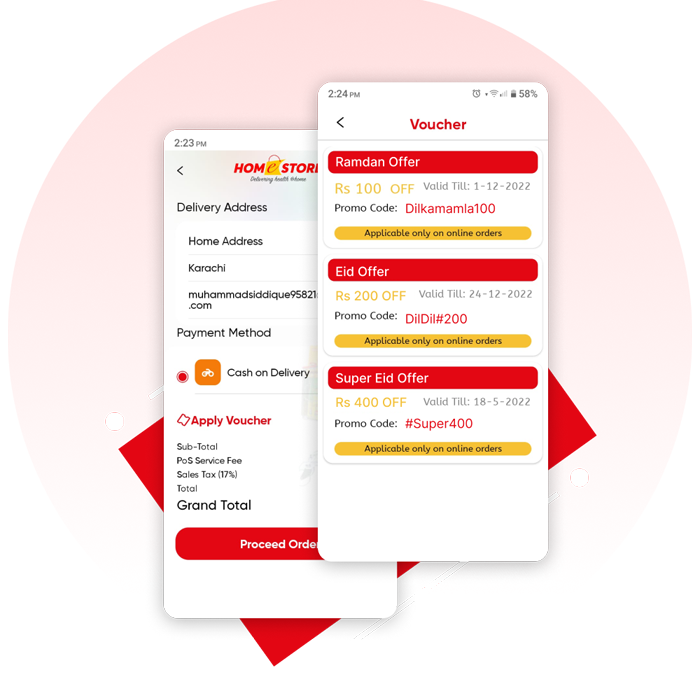 2:23 PM
HOM e STORE
Delivering health @home
Delivery Address
Home Address
Karachi
muhammadsiddique95821
.com
Payment Method
Cash on Delivery
Apply Voucher
Sub-Total
PoS Service Fee
Sales Tax (17%)
Total
Grand Total
Proceed Order
2:24 PM
58%
Voucher
Ramdan Offer
Rs 100 OFF
Valid Till: 1-12-2022
Promo Code: Dilkamamla100
Applicable only on online orders
Eid Offer
Rs 200 OFF
Valid Till: 24-12-2022
Promo Code: DilDil#200
Applicable only on online orders
Super Eid Offer
Rs 400 OFF
Valid Till: 18-5-2022
Promo Code: #Super400
Applicable only on online orders